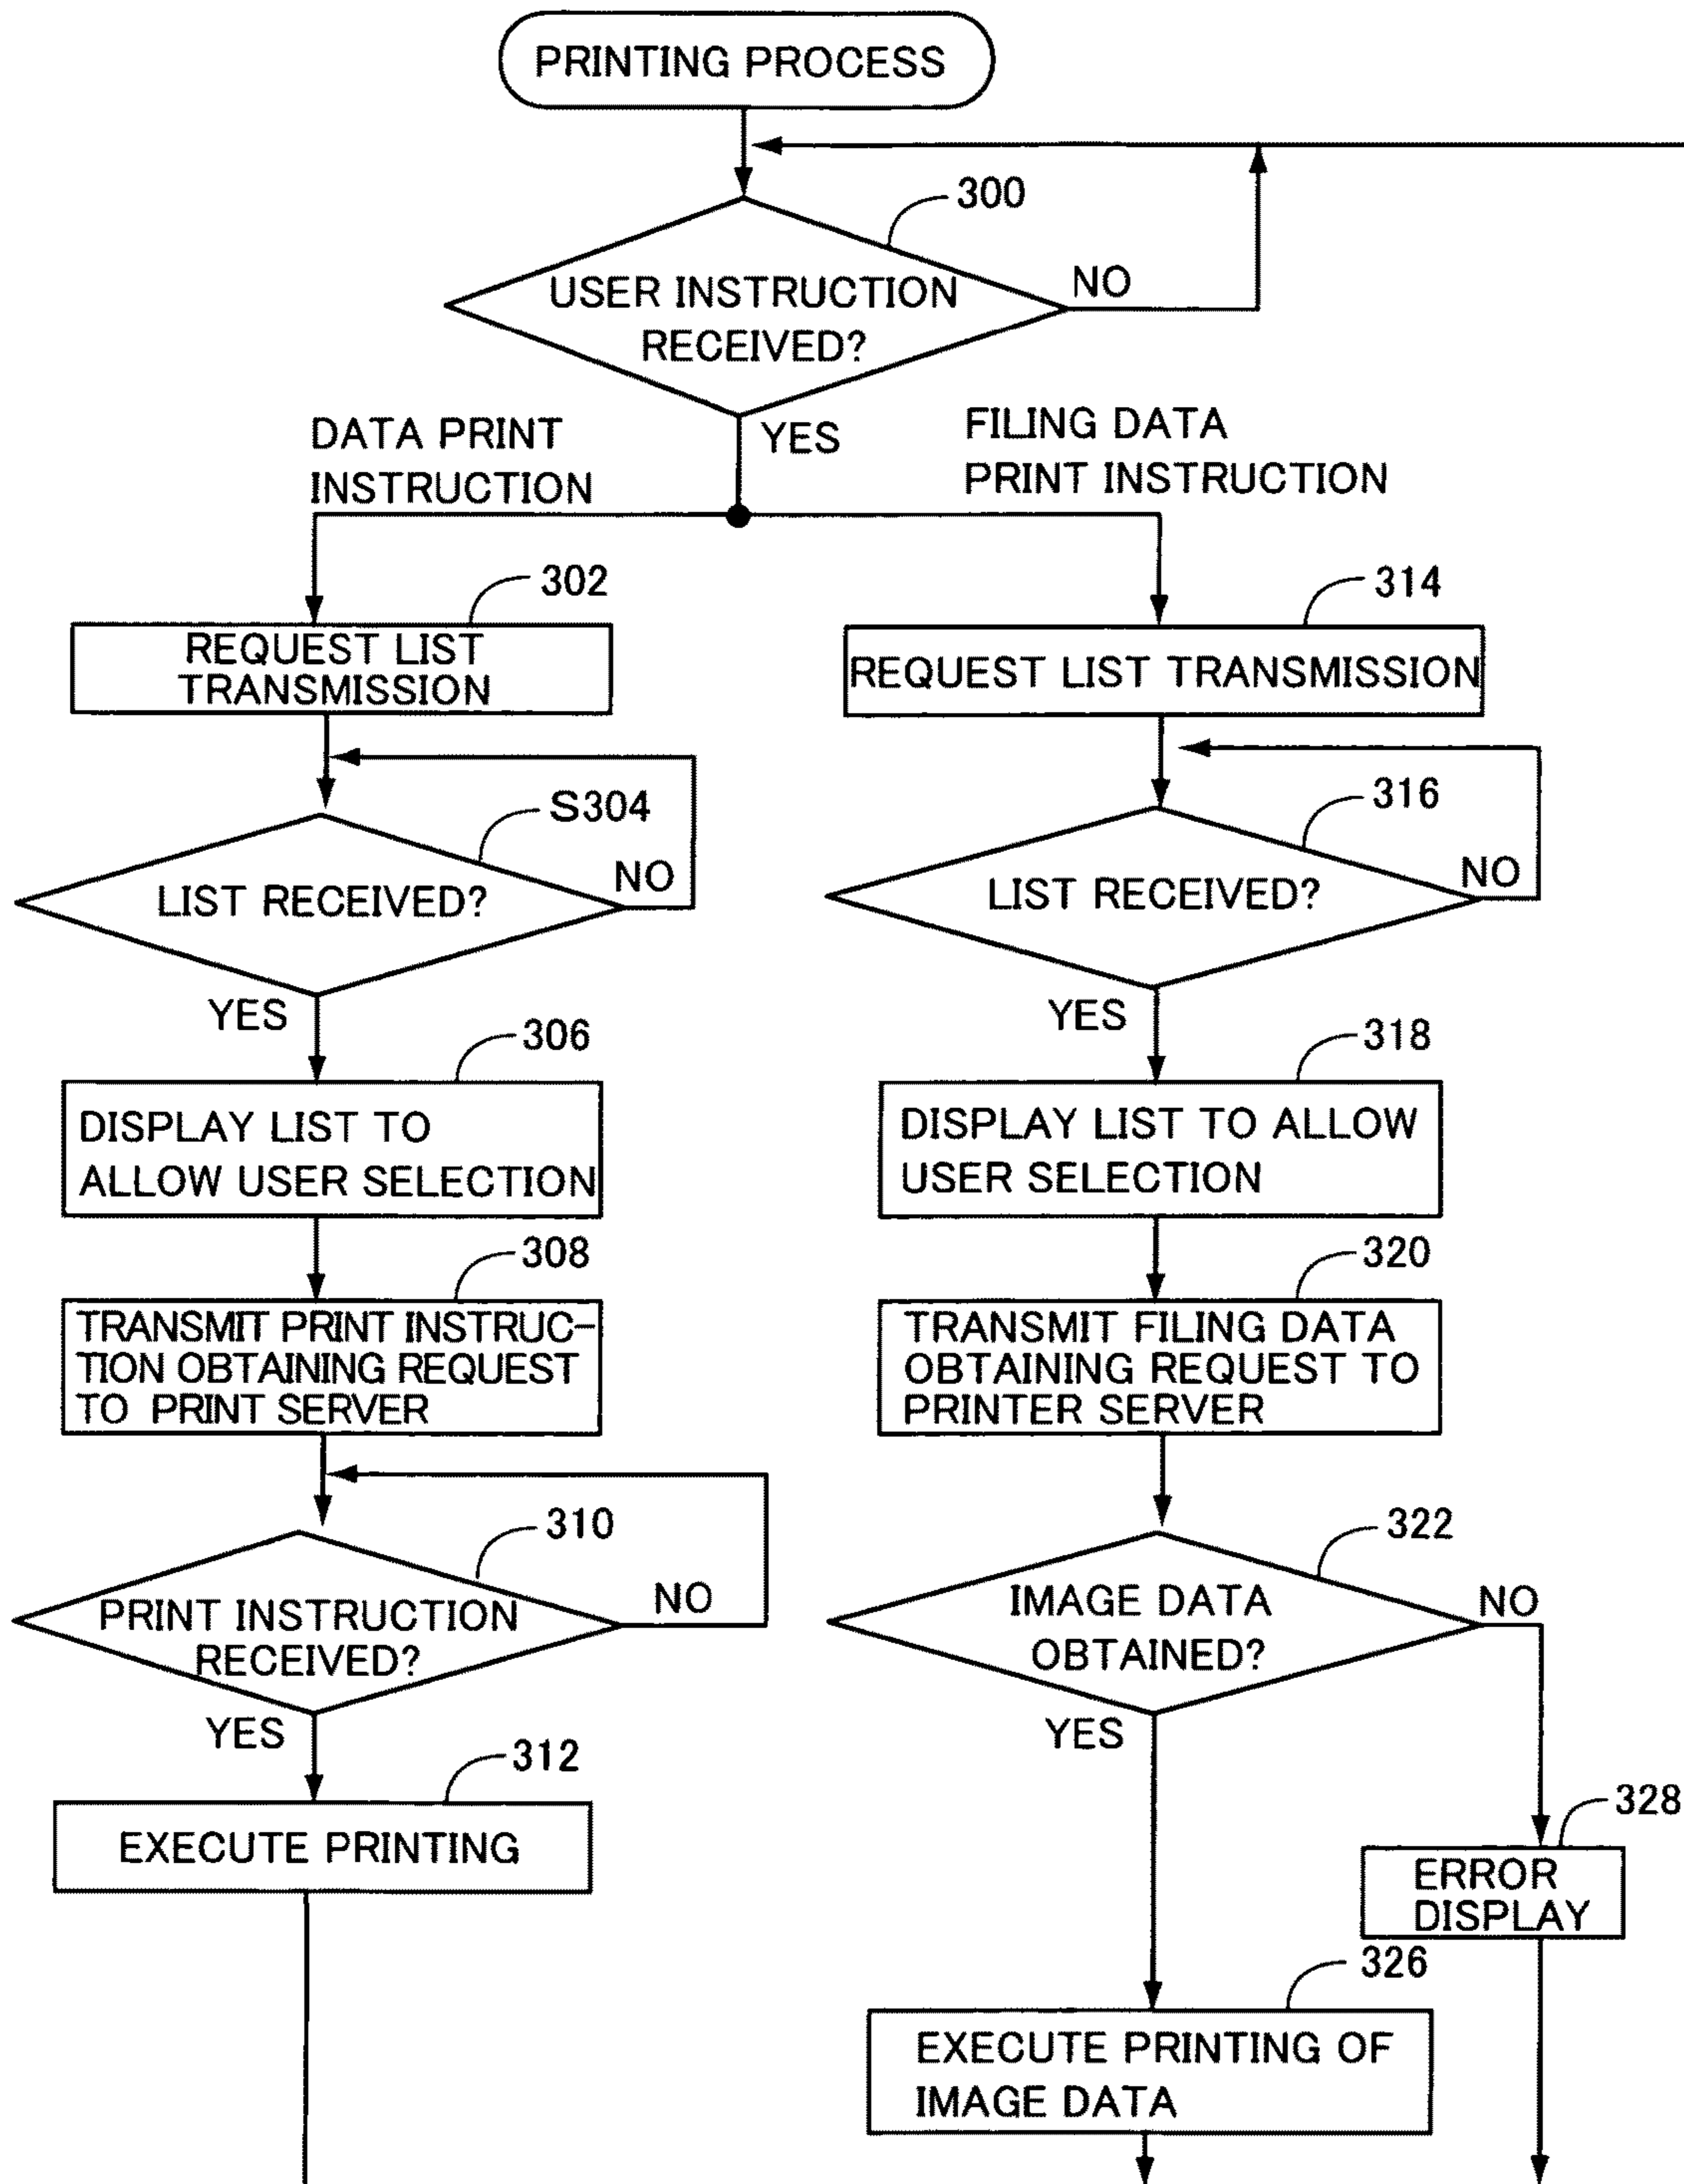 PRINTING PROCESS
300
USER INSTRUCTION
RECEIVED?
NO
YES
DATA PRINT
INSTRUCTION
FILING DATA
PRINT INSTRUCTION
302
REQUEST LIST
TRANSMISSION
S304
LIST RECEIVED?
NO
YES
306
DISPLAY LIST TO
ALLOW USER SELECTION
308
TRANSMIT PRINT INSTRUC-
TION OBTAINING REQUEST
TO PRINT SERVER
310
PRINT INSTRUCTION
RECEIVED?
NO
YES
312
EXECUTE PRINTING
314
REQUEST LIST TRANSMISSION
316
LIST RECEIVED?
NO
YES
318
DISPLAY LIST TO ALLOW
USER SELECTION
320
TRANSMIT FILING DATA
OBTAINING REQUEST TO
PRINTER SERVER
322
IMAGE DATA
OBTAINED?
NO
YES
328
ERROR
DISPLAY
326
EXECUTE PRINTING OF
IMAGE DATA